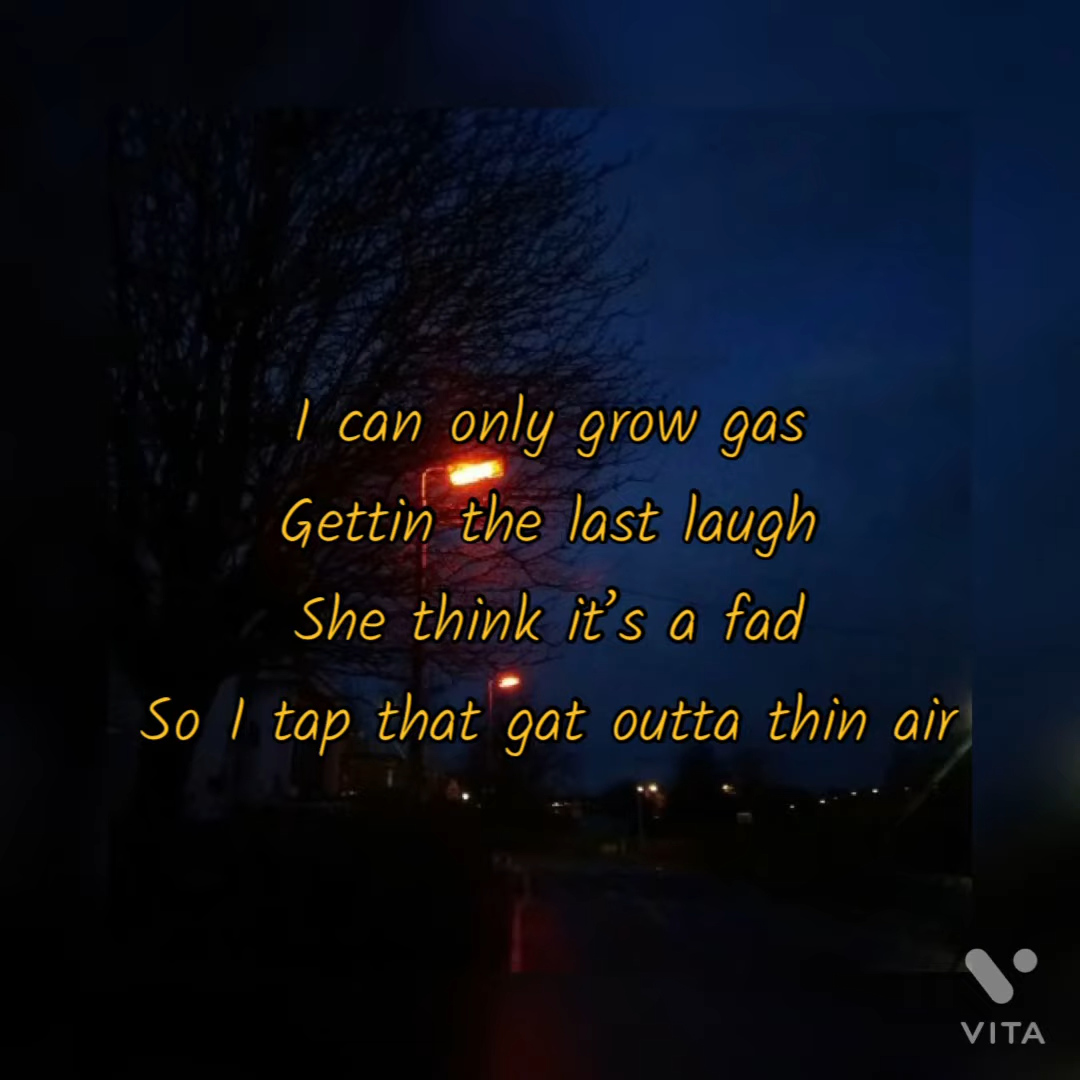 I can only grow gas
Gettin the last laugh
She think it’s a fad
So I tap that gat outta thin air
VITA